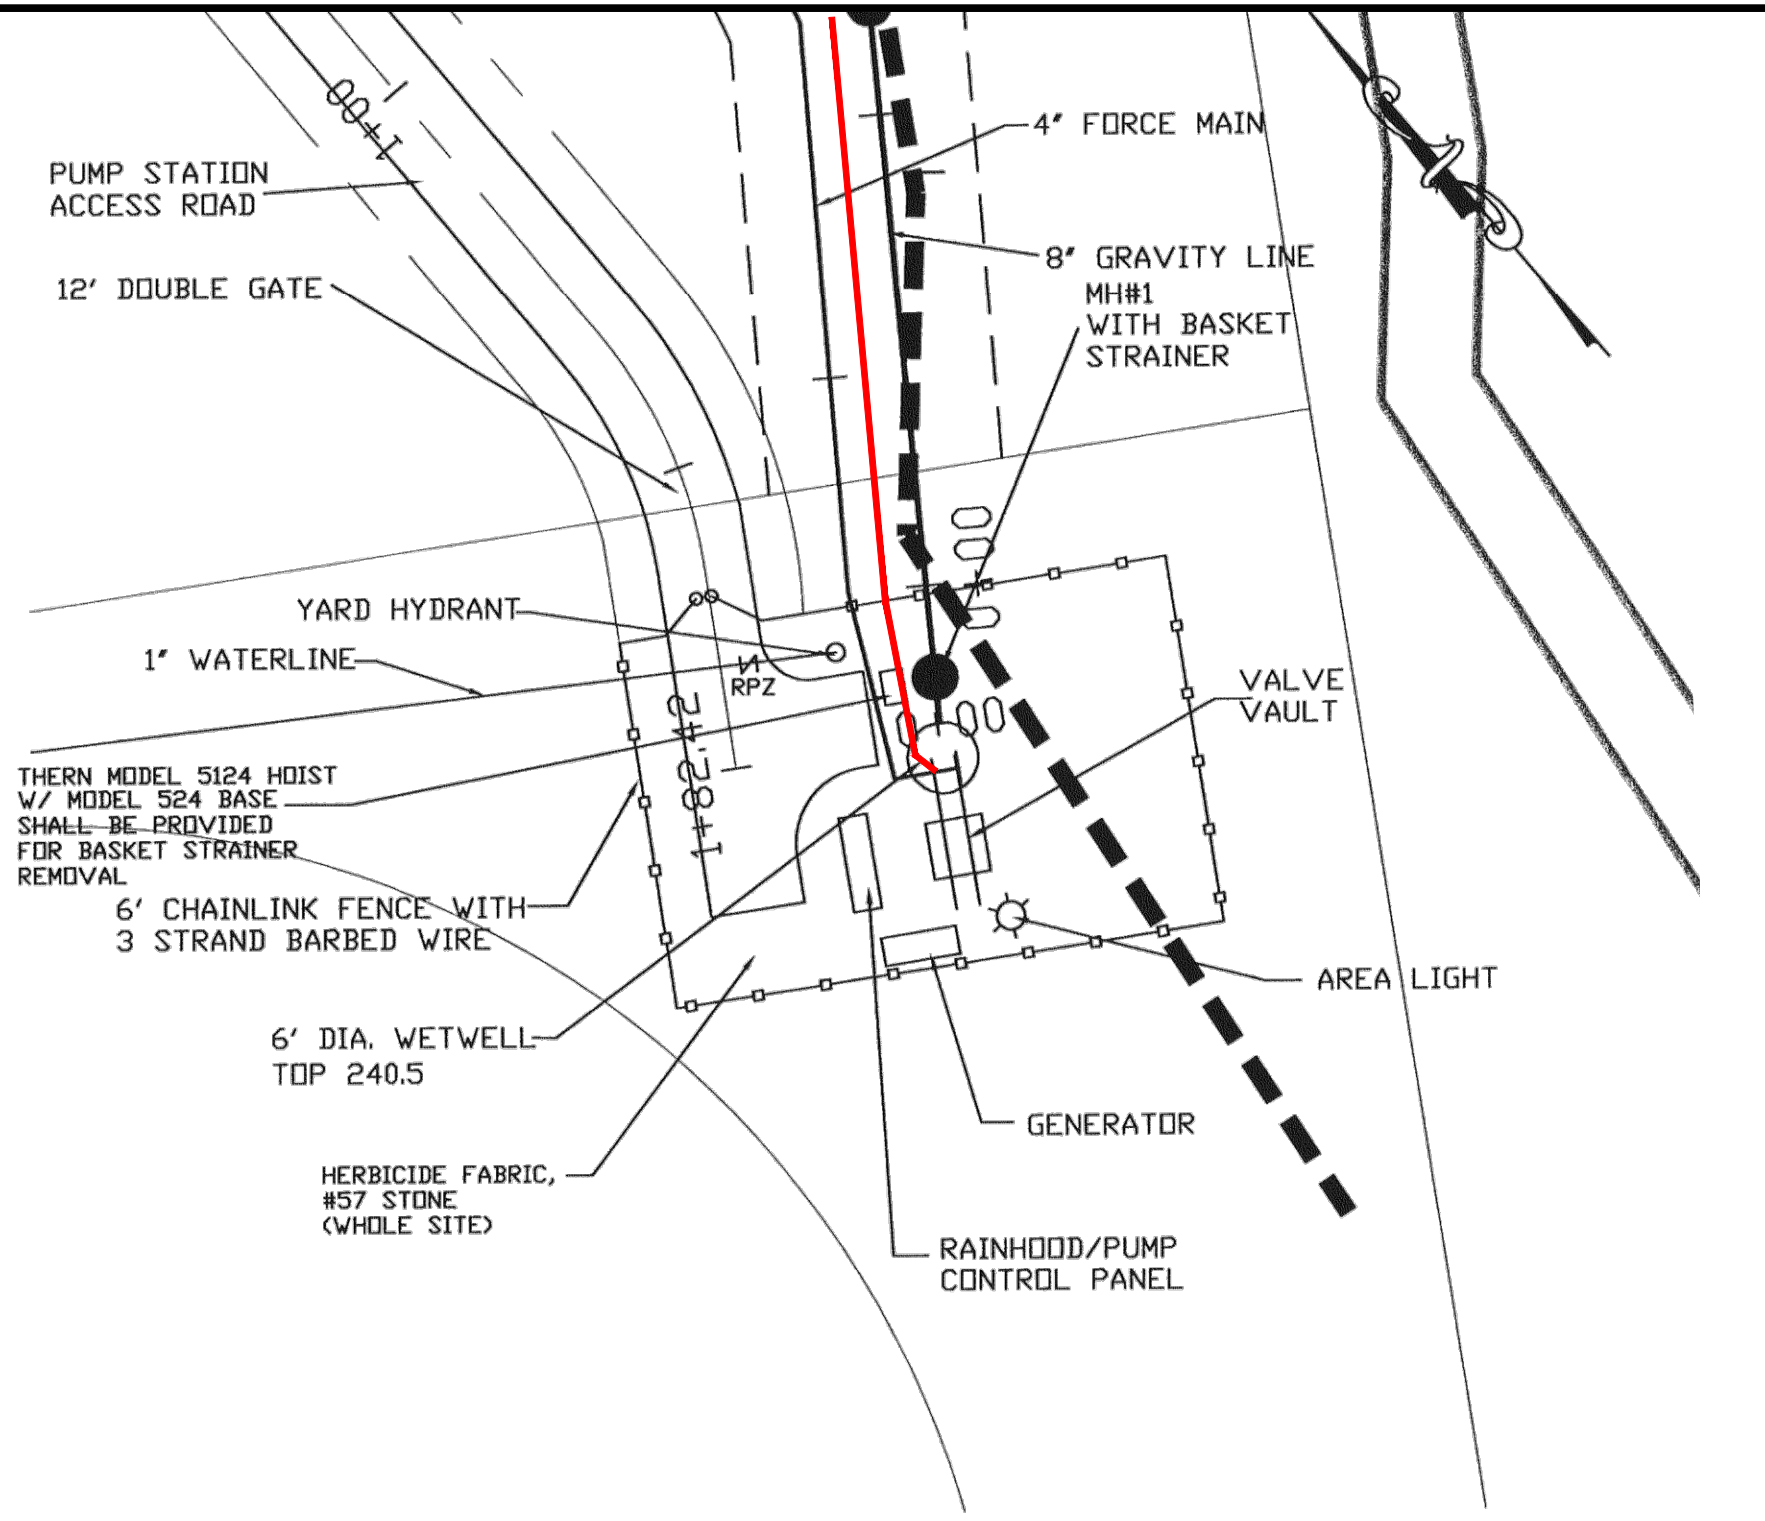 1+00
PUMP STATION
ACCESS ROAD
4" FORCE MAIN
12' DOUBLE GATE
8" GRAVITY LINE
MH#1
WITH BASKET
STRAINER
YARD HYDRANT
1" WATERLINE
RPZ
VALVE
VAULT
1+82.42
THERN MODEL 5124 HOIST
W/ MODEL 524 BASE
SHALL BE PROVIDED
FOR BASKET STRAINER
REMOVAL
6' CHAINLINK FENCE WITH
3 STRAND BARBED WIRE
AREA LIGHT
6' DIA. WETWELL
TOP 240.5
GENERATOR
HERBICIDE FABRIC,
#57 STONE
(WHOLE SITE)
RAINHOOD/PUMP
CONTROL PANEL